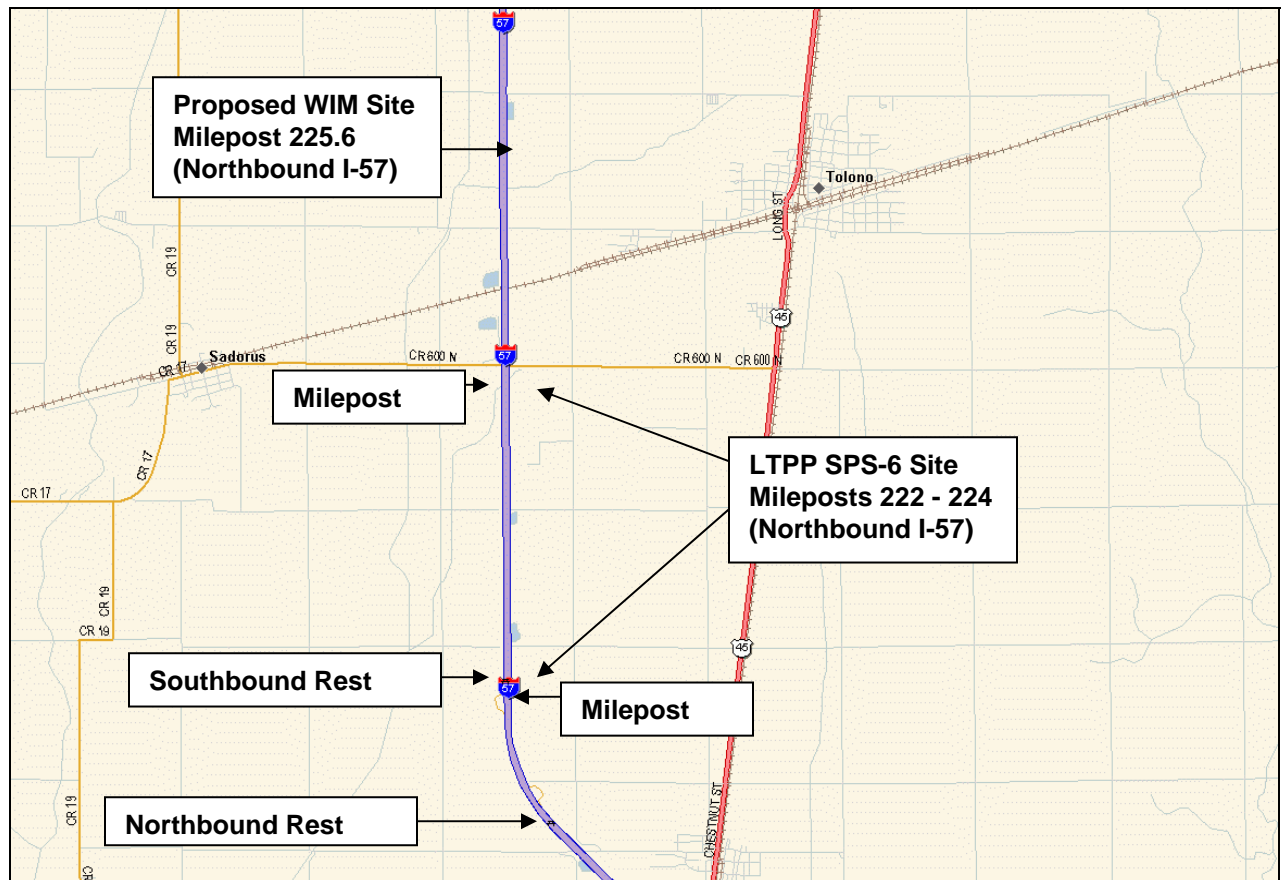 57
Proposed WIM Site
Milepost 225.6
(Northbound I-57)
Tolono
LONG ST
CR 19
45
57
CR 19
Sadorus
CR 17
CR 600 N
CR 600 N
CR 600 N
Milepost
LTPP SPS-6 Site
Mileposts 222 - 224
(Northbound I-57)
CR 17
CR 17
CR 19
CR 19
45
Southbound Rest
57
Milepost
CR 19
Northbound Rest
CHESTNUT ST
CR